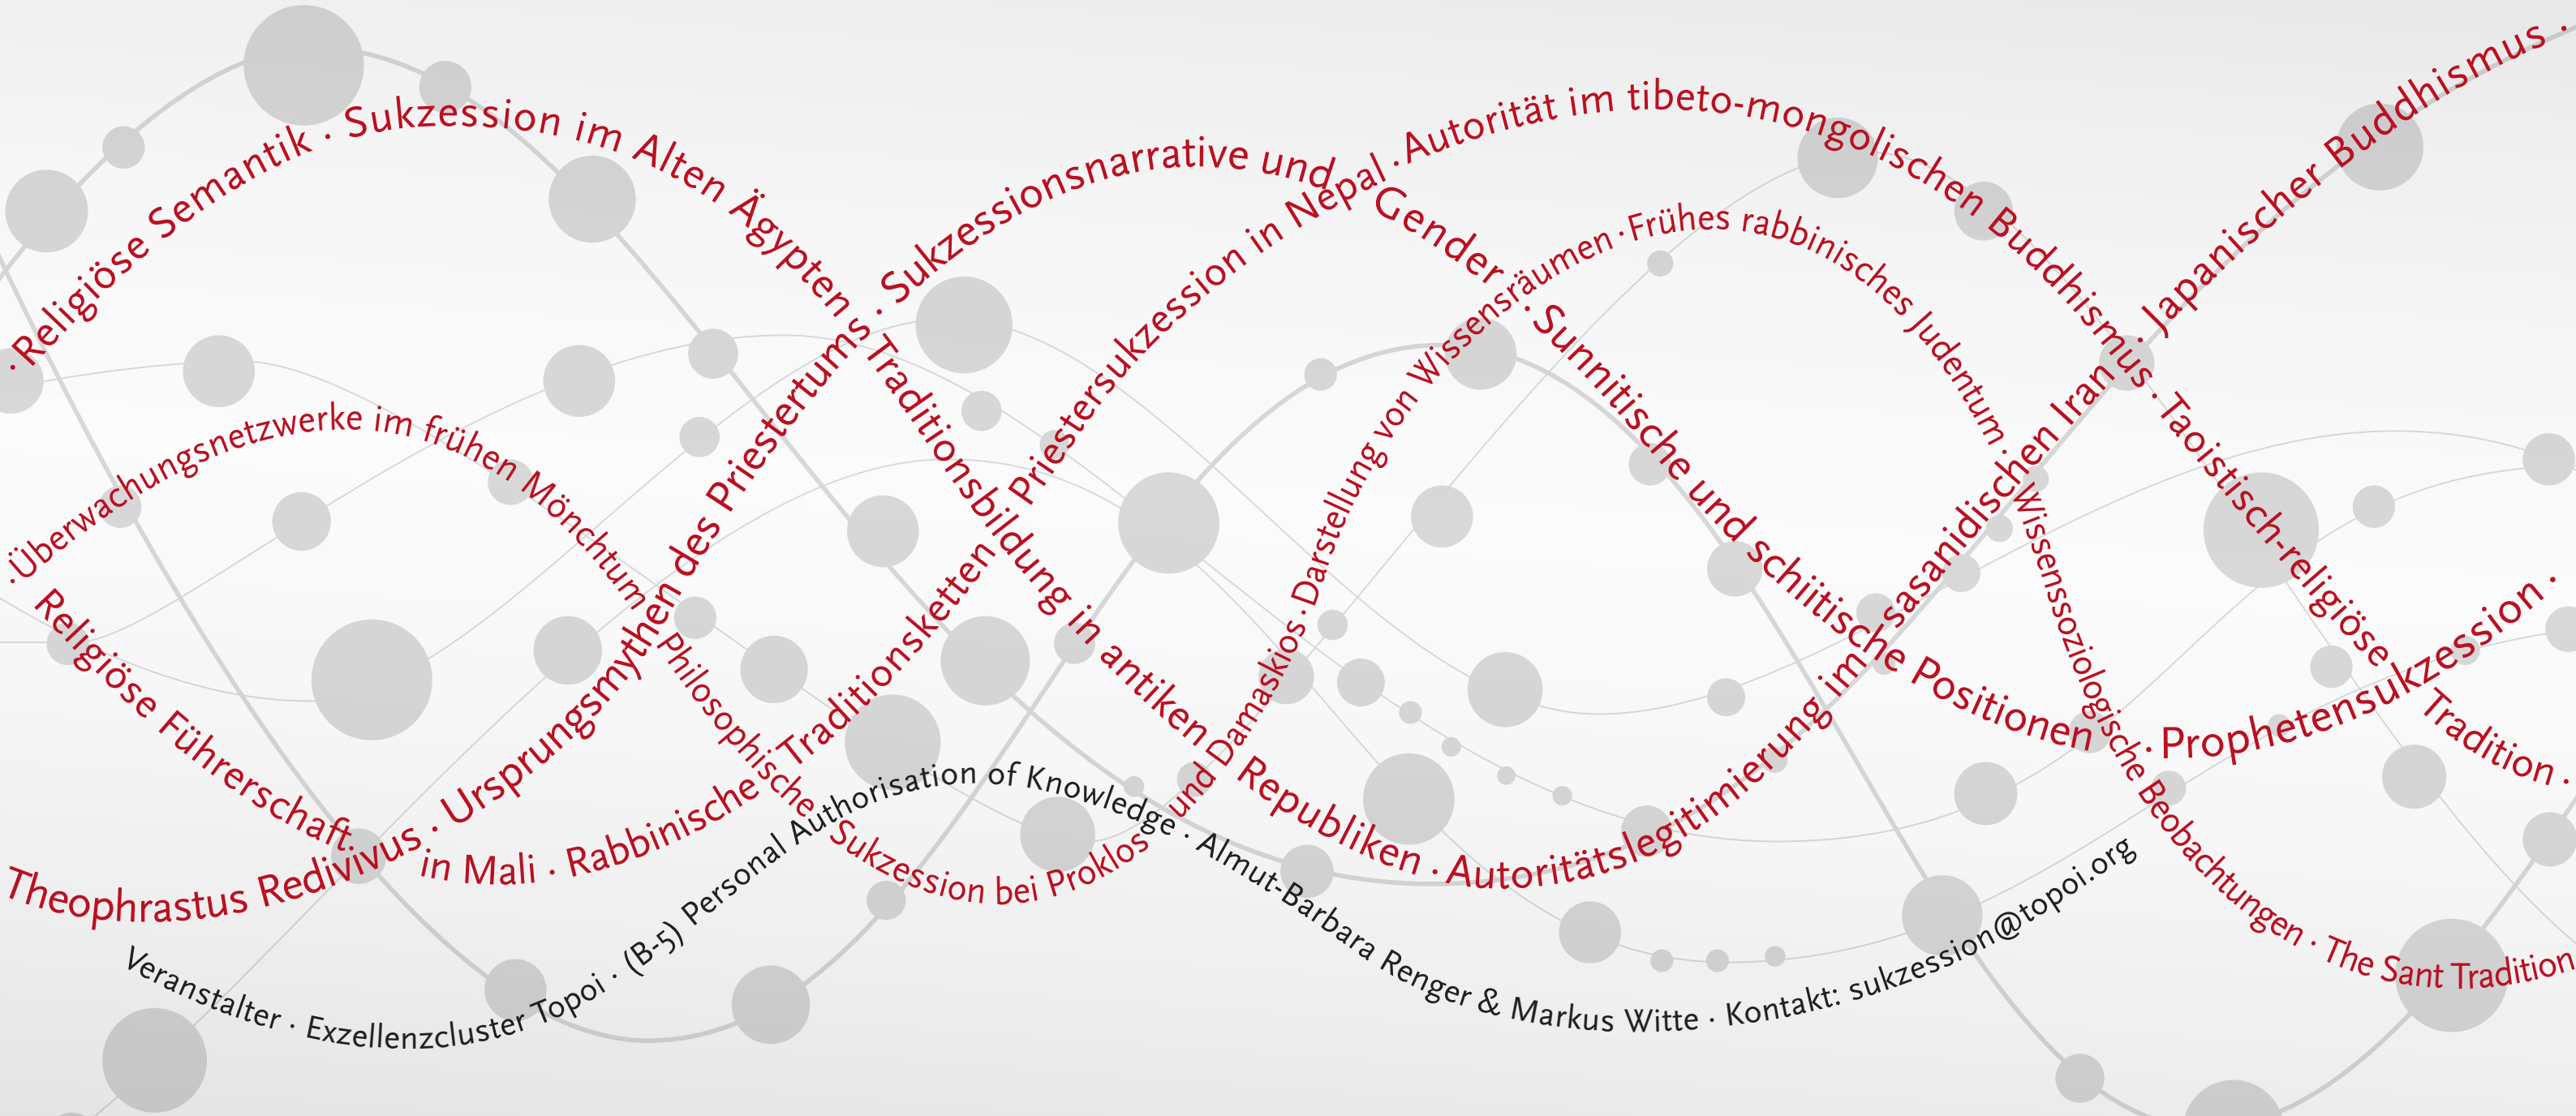 · Religiöse Semantik · Sukzession im Alten Ägypten · Traditionsbildung in antiken Republiken · Autoritätslegitimierung im sasanidischen Iran · Japanischer Buddhismus ·
· Überwachungsnetzwerke im frühen Mönchtum · Philosophische Sukzession bei Proklos und Damaskios · Darstellung von Wissensräumen · Frühes rabbinisches Judentum · Wissenssoziologische Beobachtungen · The Sant Tradition
Religiöse Führerschaft in Mali · Rabbinische Traditionsketten · Priestersukzession in Nepal · Autorität im tibeto-mongolischen Buddhismus · Taoistisch-religiöse Tradition ·
Theophrastus Redivivus · Ursprungsmythen des Priestertums · Sukzessionsnarrative und Gender · Sunnitische und schiitische Positionen · Prophetensukzession ·
Veranstalter · Exzellenzcluster Topoi · (B-5) Personal Authorisation of Knowledge · Almut-Barbara Renger & Markus Witte · Kontakt: sukzession@topoi.org